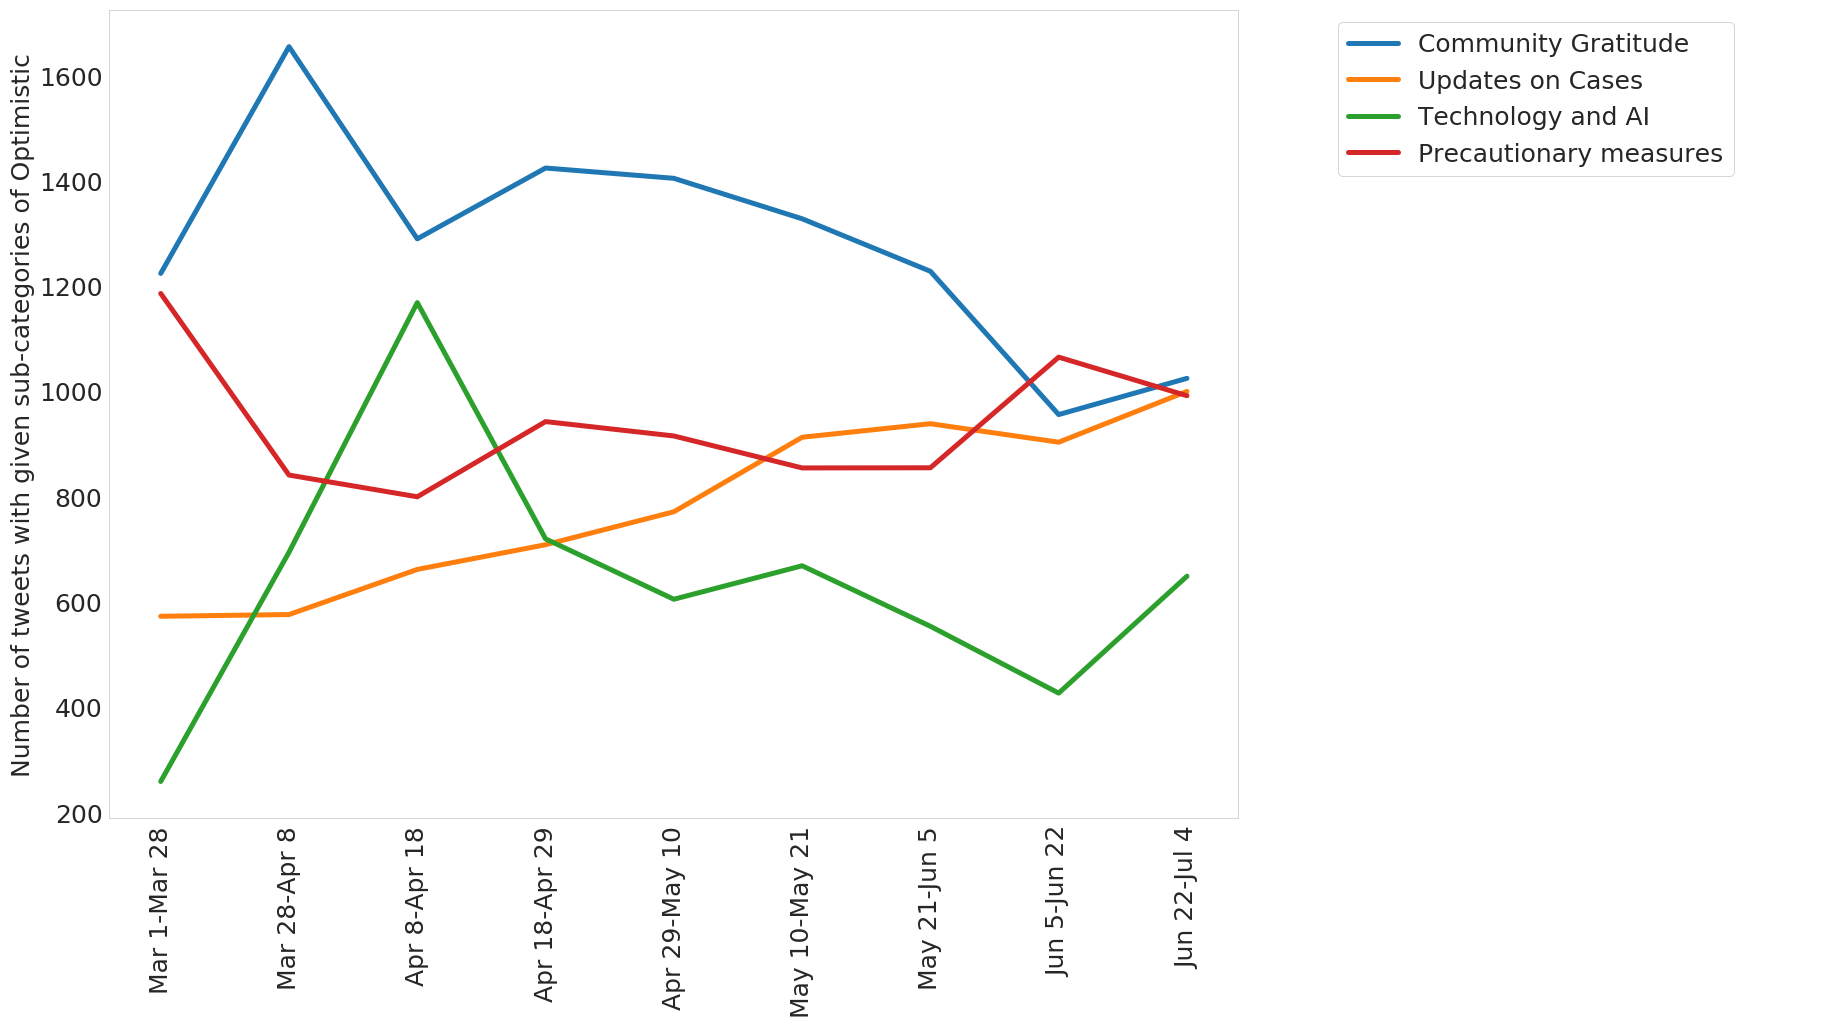 Number of tweets with given sub-categories of Optimistic
1600
1400
1200
1000
800
600
400
200
Mar 1-Mar 28
Mar 28-Apr 8
Apr 8-Apr 18
Apr 18-Apr 29
Apr 29-May 10
May 10-May 21
May 21-Jun 5
Jun 5-Jun 22
Jun 22-Jul 4
Community Gratitude
Updates on Cases
Technology and AI
Precautionary measures